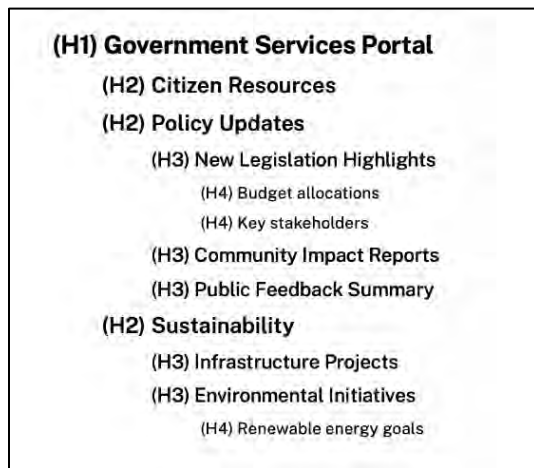 (H1) Government Services Portal
(H2) Citizen Resources
(H2) Policy Updates
(H3) New Legislation Highlights
(H4) Budget allocations
(H4) Key stakeholders
(H3) Community Impact Reports
(H3) Public Feedback Summary
(H2) Sustainability
(H3) Infrastructure Projects
(H3) Environmental Initiatives
(H4) Renewable energy goals